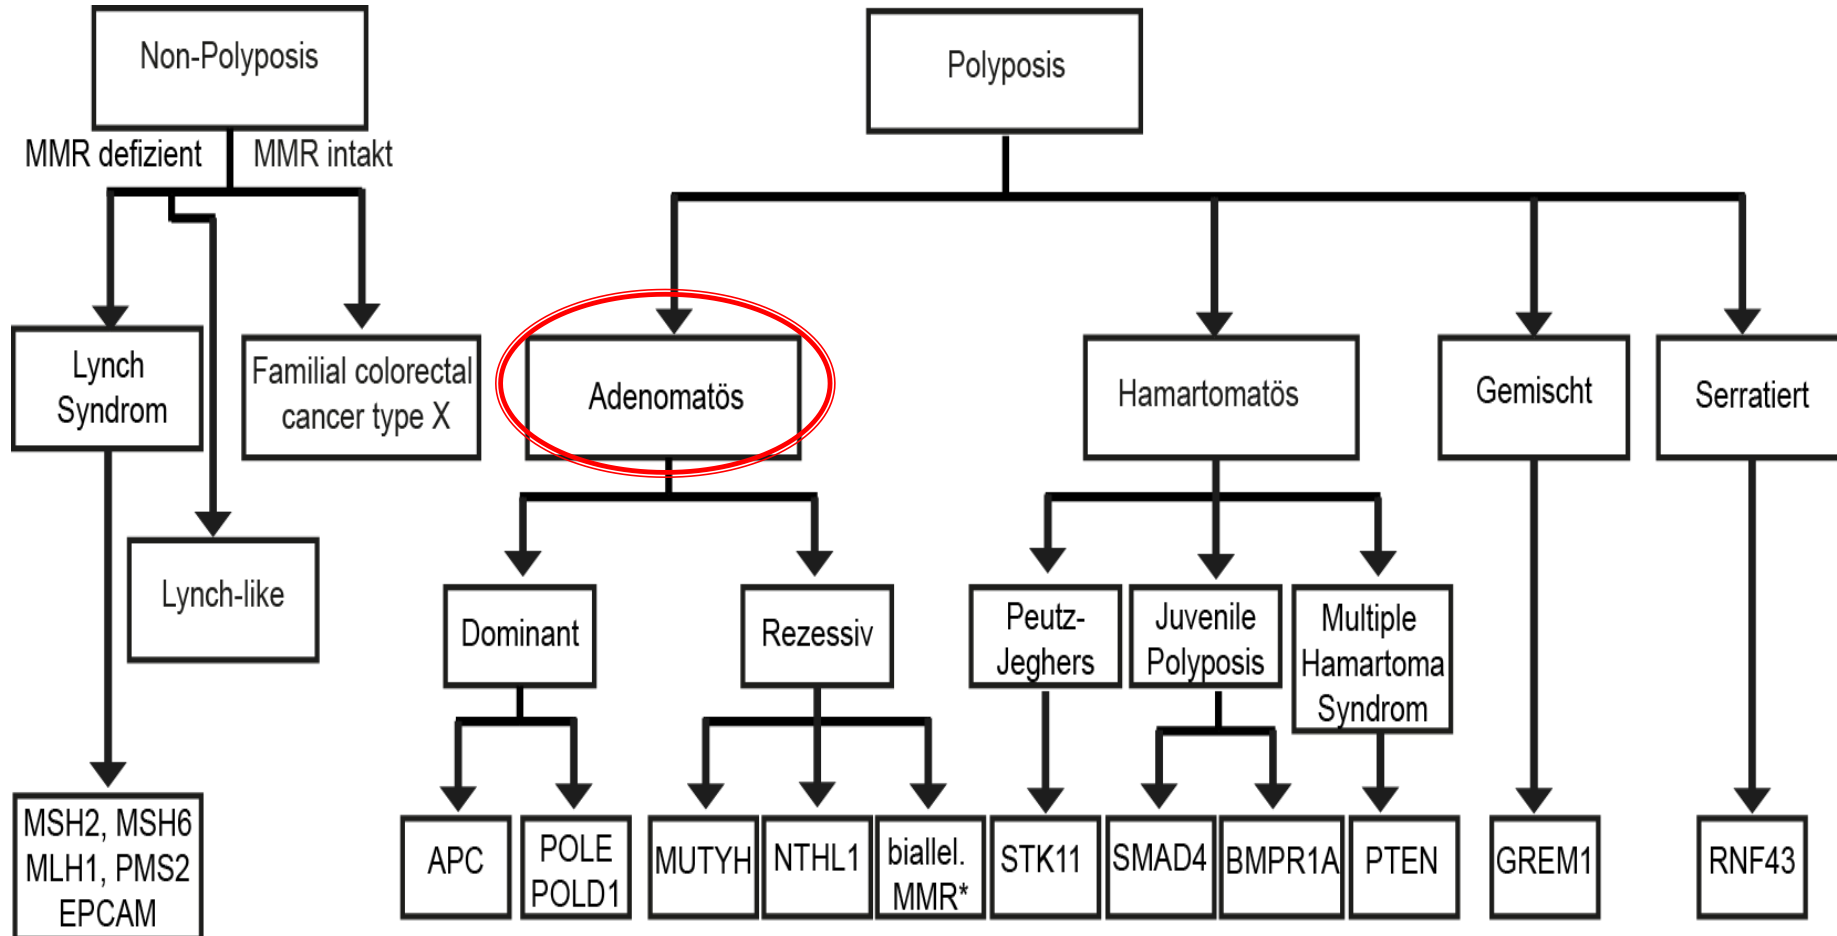 Non-Polyposis
Polyposis
MMR defizient
MMR intakt
Lynch
Syndrom
Familial colorectal
cancer type X
Adenomatös
Hamartomatös
Gemischt
Serratiert
Lynch-like
Dominant
Rezessiv
Peutz-
Jeghers
Juvenile
Polyposis
Multiple
Hamartoma
Syndrom
MSH2, MSH6
MLH1, PMS2
EPCAM
APC
POLE
POLD1
MUTYH
NTHL1
biallel.
MMR*
STK11
SMAD4
BMPR1A
PTEN
GREM1
RNF43